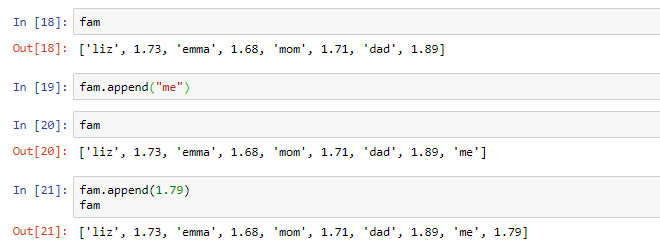 In [18]: fam
Out[18]: ['liz', 1.73, 'emma', 1.68, 'mom', 1.71, 'dad', 1.89]
In [19]: fam.append("me")
In [20]: fam
Out[20]: ['liz', 1.73, 'emma', 1.68, 'mom', 1.71, 'dad', 1.89, 'me']
In [21]: fam.append(1.79)
fam
Out[21]: ['liz', 1.73, 'emma', 1.68, 'mom', 1.71, 'dad', 1.89, 'me', 1.79]